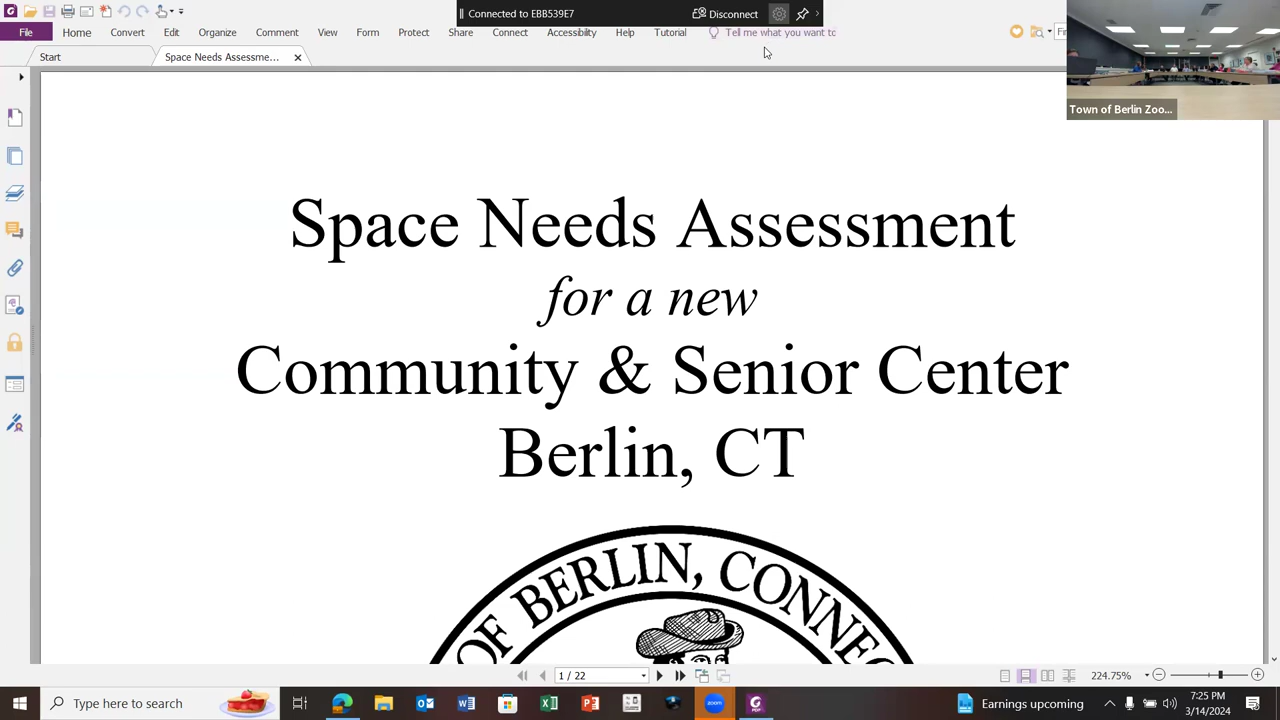 Connected to EBB539E7
Disconnect
File Home Convert Edit Organize Comment View Form Protect Share Connect Accessibility Help Tutorial Tell me what you want to
Start
Space Needs Assessme...
Town of Berlin Zoo...
Space Needs Assessment
for a new
Community & Senior Center
Berlin, CT
OF BERLIN, CONNEC
1 / 22
224.75%
Type here to search
Earnings upcoming
7:25 PM
3/14/2024